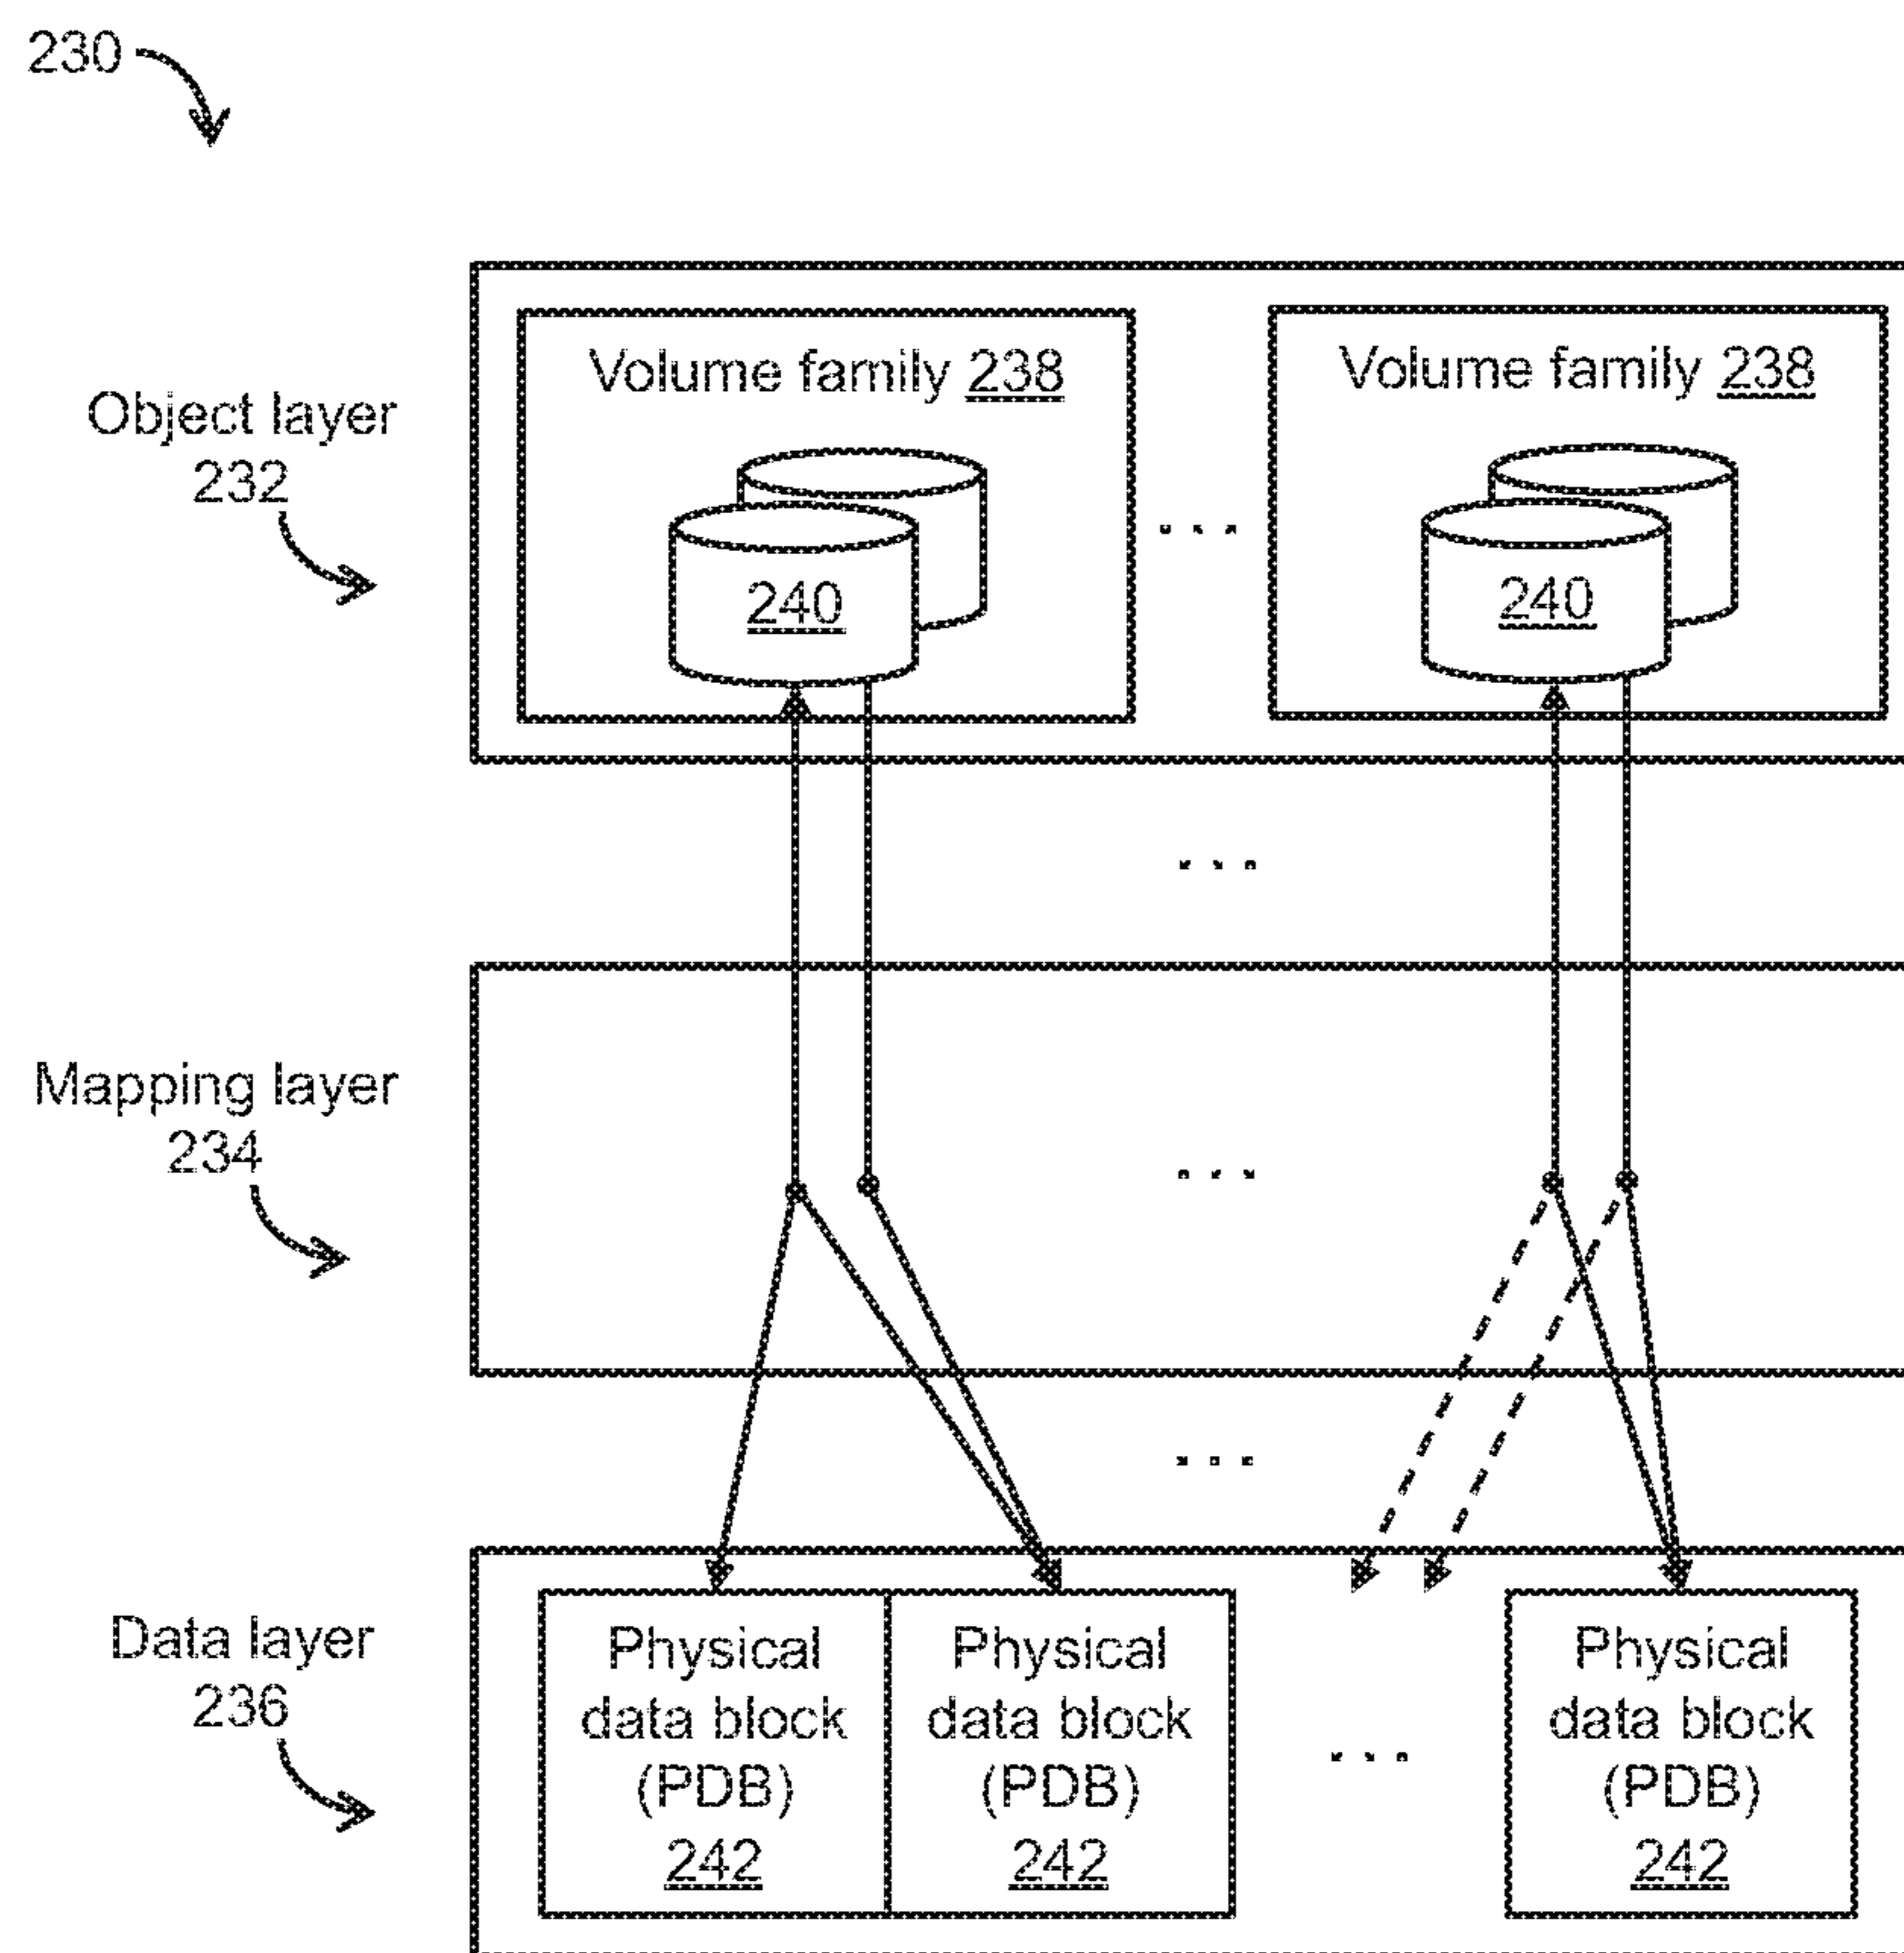 230
Volume family 238
Volume family 238
Object layer
232
240
240
. . .
. . .
Mapping layer
234
. . .
. . .
Data layer
236
Physical
data block
(PDB)
242
Physical
data block
(PDB)
242
. . .
Physical
data block
(PDB)
242